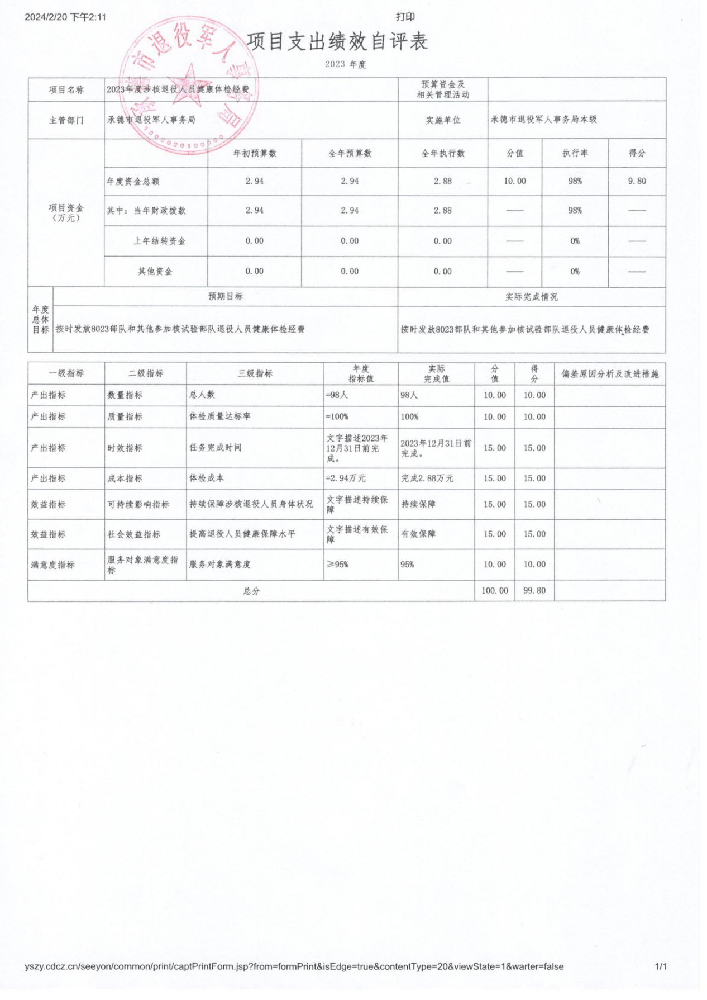 2024/2/20 下午2:11
打印
项目支出绩效自评表
2023 年度
项目名称 2023年度涉核退役人员健康体检经费 预算资金及
相关管理活动
主管部门 承德市退役军人事务局 实施单位 承德市退役军人事务局本级
项目资金
（万元）
年初预算数 全年预算数 全年执行数 分值 执行率 得分
年度资金总额 2.94 2.94 2.88 10.00 98% 9.80
其中：当年财政拨款 2.94 2.94 2.88 —— 98% ——
上年结转资金 0.00 0.00 0.00 —— 0% ——
其他资金 0.00 0.00 0.00 —— 0% ——
年度
总体
目标
预期目标 实际完成情况
按时发放8023部队和其他参加核试验部队退役人员健康体检经费 按时发放8023部队和其他参加核试验部队退役人员健康体检经费
一级指标 二级指标 三级指标 年度
指标值 实际
完成值 分
值 得
分 偏差原因分析及改进措施
产出指标 数量指标 总人数 =98人 98人 10.00 10.00
产出指标 质量指标 体检质量达标率 =100% 100% 10.00 10.00
产出指标 时效指标 任务完成时间 文字描述2023年
12月31日前完
成。 2023年12月31日前
完成。 15.00 15.00
产出指标 成本指标 体检成本 =2.94万元 完成2.88万元 15.00 15.00
效益指标 可持续影响指标 持续保障涉核退役人员身体状况 文字描述持续保
障 持续保障 15.00 15.00
效益指标 社会效益指标 提高退役人员健康保障水平 文字描述有效保
障 有效保障 15.00 15.00
满意度指标 服务对象满意度指
标 服务对象满意度 ≥95% 95% 10.00 10.00
总分 100.00 99.80
承德市退役军人事务局
yszy.cdcz.cn/seeyon/common/print/captPrintForm.jsp?from=formPrint&isEdge=true&contentType=20&viewState=1&warter=false
1/1